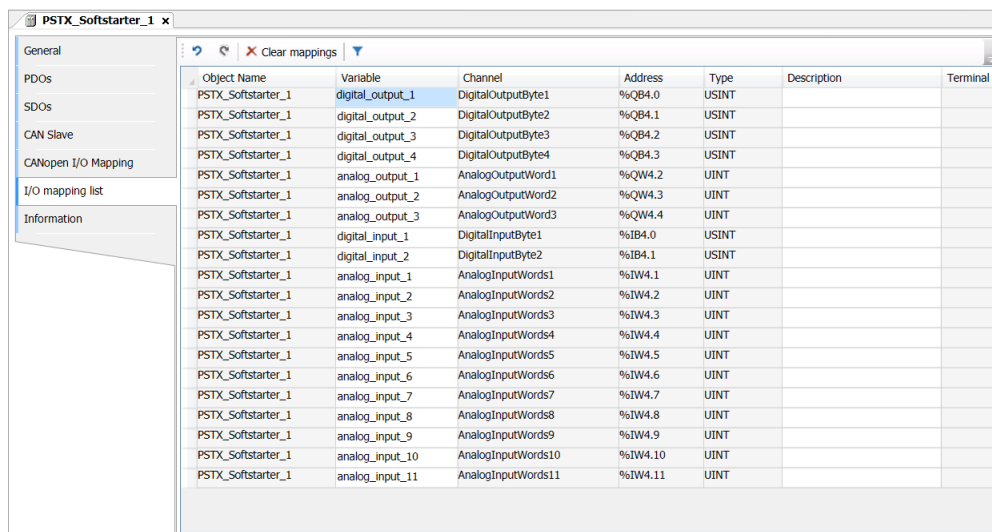 PSTX_Softstarter_1 x
General
PDOs
SDOs
CAN Slave
CANopen I/O Mapping
I/O mapping list
Information
Clear mappings
Object Name Variable Channel Address Type Description Terminal
PSTX_Softstarter_1 digital_output_1 DigitalOutputByte1 %QB4.0 USINT
PSTX_Softstarter_1 digital_output_2 DigitalOutputByte2 %QB4.1 USINT
PSTX_Softstarter_1 digital_output_3 DigitalOutputByte3 %QB4.2 USINT
PSTX_Softstarter_1 digital_output_4 DigitalOutputByte4 %QB4.3 USINT
PSTX_Softstarter_1 analog_output_1 AnalogOutputWord1 %QW4.2 UINT
PSTX_Softstarter_1 analog_output_2 AnalogOutputWord2 %QW4.3 UINT
PSTX_Softstarter_1 analog_output_3 AnalogOutputWord3 %QW4.4 UINT
PSTX_Softstarter_1 digital_input_1 DigitalInputByte1 %IB4.0 USINT
PSTX_Softstarter_1 digital_input_2 DigitalInputByte2 %IB4.1 USINT
PSTX_Softstarter_1 analog_input_1 AnalogInputWords1 %IW4.1 UINT
PSTX_Softstarter_1 analog_input_2 AnalogInputWords2 %IW4.2 UINT
PSTX_Softstarter_1 analog_input_3 AnalogInputWords3 %IW4.3 UINT
PSTX_Softstarter_1 analog_input_4 AnalogInputWords4 %IW4.4 UINT
PSTX_Softstarter_1 analog_input_5 AnalogInputWords5 %IW4.5 UINT
PSTX_Softstarter_1 analog_input_6 AnalogInputWords6 %IW4.6 UINT
PSTX_Softstarter_1 analog_input_7 AnalogInputWords7 %IW4.7 UINT
PSTX_Softstarter_1 analog_input_8 AnalogInputWords8 %IW4.8 UINT
PSTX_Softstarter_1 analog_input_9 AnalogInputWords9 %IW4.9 UINT
PSTX_Softstarter_1 analog_input_10 AnalogInputWords10 %IW4.10 UINT
PSTX_Softstarter_1 analog_input_11 AnalogInputWords11 %IW4.11 UINT